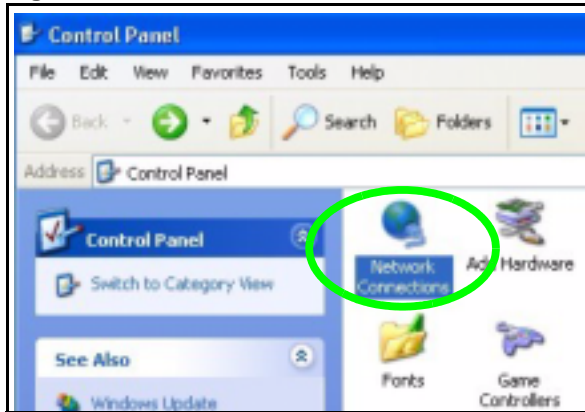 Control Panel
File Edit View Favorites Tools Help
Back Search Folders
Address Control Panel
Control Panel
Switch to Category View
See Also
Windows Update
Network Connections
Add Hardware
Fonts
Game Controllers